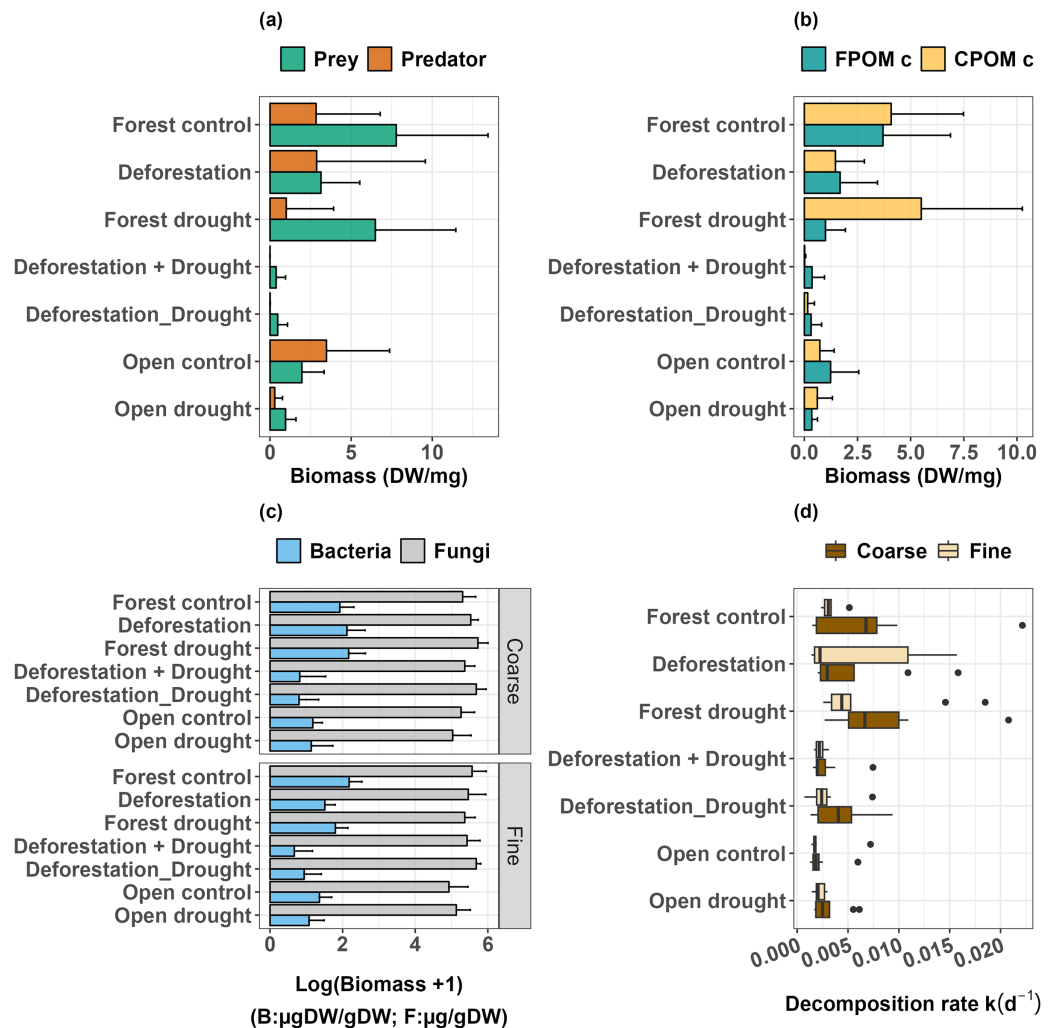 (a)
Prey Predator
Forest control
Deforestation
Forest drought
Deforestation + Drought
Deforestation_Drought
Open control
Open drought
0 5 10
Biomass (DW/mg)
(b)
FPOM c CPOM c
Forest control
Deforestation
Forest drought
Deforestation + Drought
Deforestation_Drought
Open control
Open drought
0.0 2.5 5.0 7.5 10.0
Biomass (DW/mg)
(c)
Bacteria Fungi
Forest control
Deforestation
Forest drought
Deforestation + Drought
Deforestation_Drought
Open control
Open drought
Coarse
Forest control
Deforestation
Forest drought
Deforestation + Drought
Deforestation_Drought
Open control
Open drought
Fine
0 2 4 6
Log(Biomass +1)
(B:µgDW/gDW; F:µg/gDW)
(d)
Coarse Fine
Forest control
Deforestation
Forest drought
Deforestation + Drought
Deforestation_Drought
Open control
Open drought
0.000 0.005 0.010 0.015 0.020
Decomposition rate k(d⁻¹)